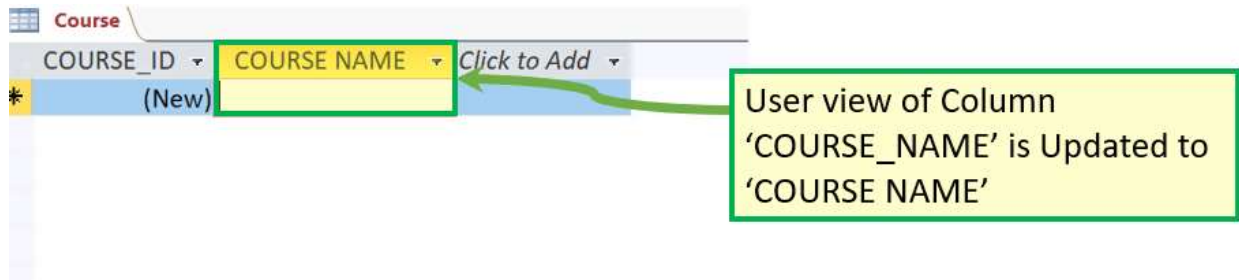 Course
COURSE_ID COURSE NAME Click to Add
* (New)
User view of Column
‘COURSE_NAME’ is Updated to
‘COURSE NAME’